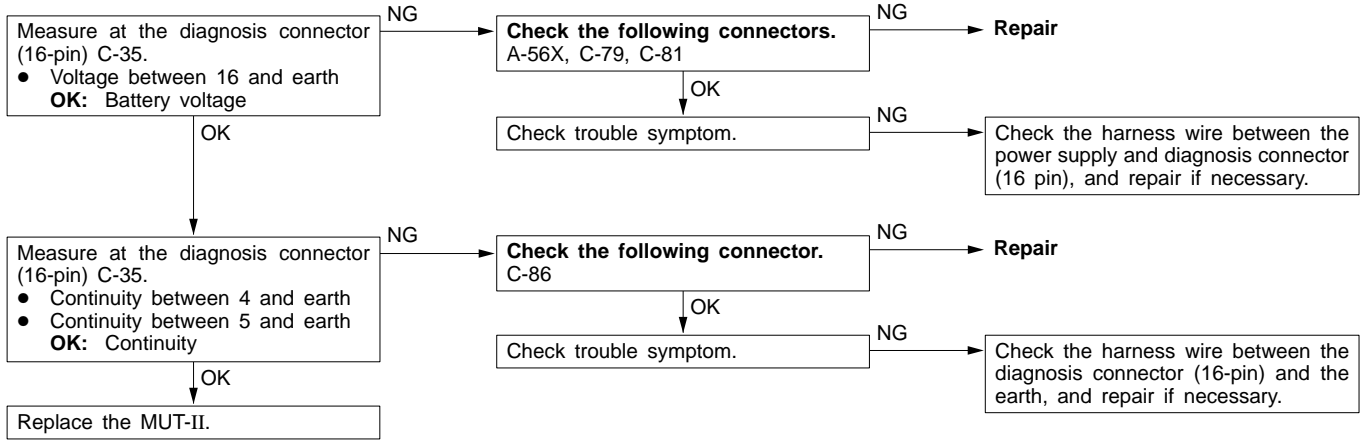 Measure at the diagnosis connector
(16-pin) C-35.
● Voltage between 16 and earth
OK: Battery voltage
NG
Check the following connectors.
A-56X, C-79, C-81
NG
Repair
OK
Check trouble symptom.
NG
Check the harness wire between the
power supply and diagnosis connector
(16 pin), and repair if necessary.
OK
Measure at the diagnosis connector
(16-pin) C-35.
● Continuity between 4 and earth
● Continuity between 5 and earth
OK: Continuity
NG
Check the following connector.
C-86
NG
Repair
OK
Check trouble symptom.
NG
Check the harness wire between the
diagnosis connector (16-pin) and the
earth, and repair if necessary.
OK
Replace the MUT-II.